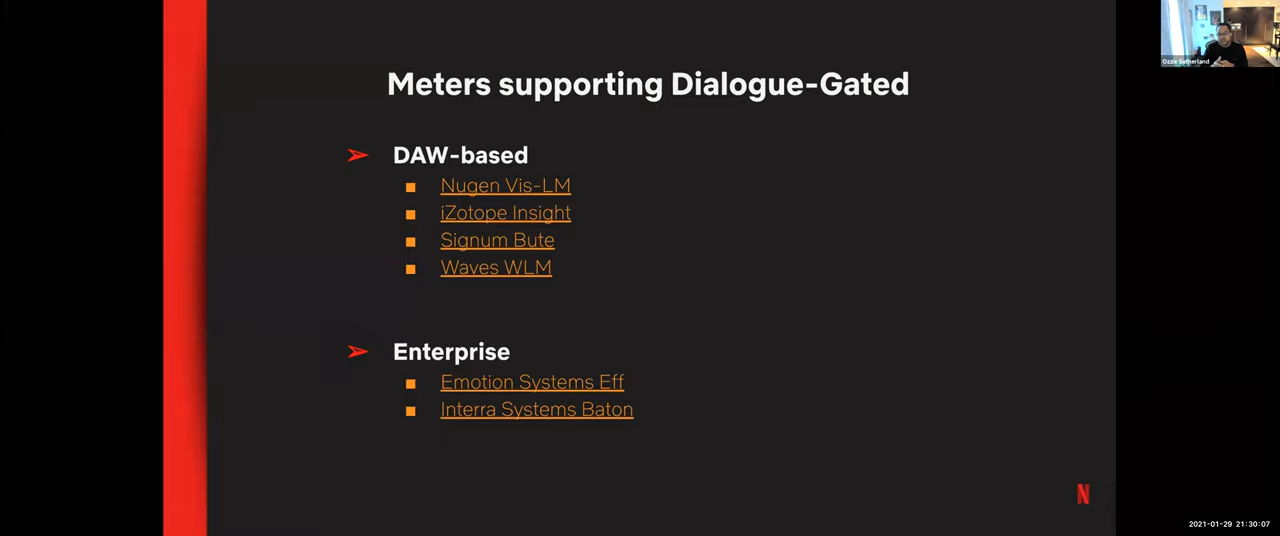 Meters supporting Dialogue-Gated
➢ DAW-based
■ Nugen Vis-LM
■ iZotope Insight
■ Signum Bute
■ Waves WLM
➢ Enterprise
■ Emotion Systems Eff
■ Interra Systems Baton
N
Ozzie Sutherland
2021-01-29 21:30:07